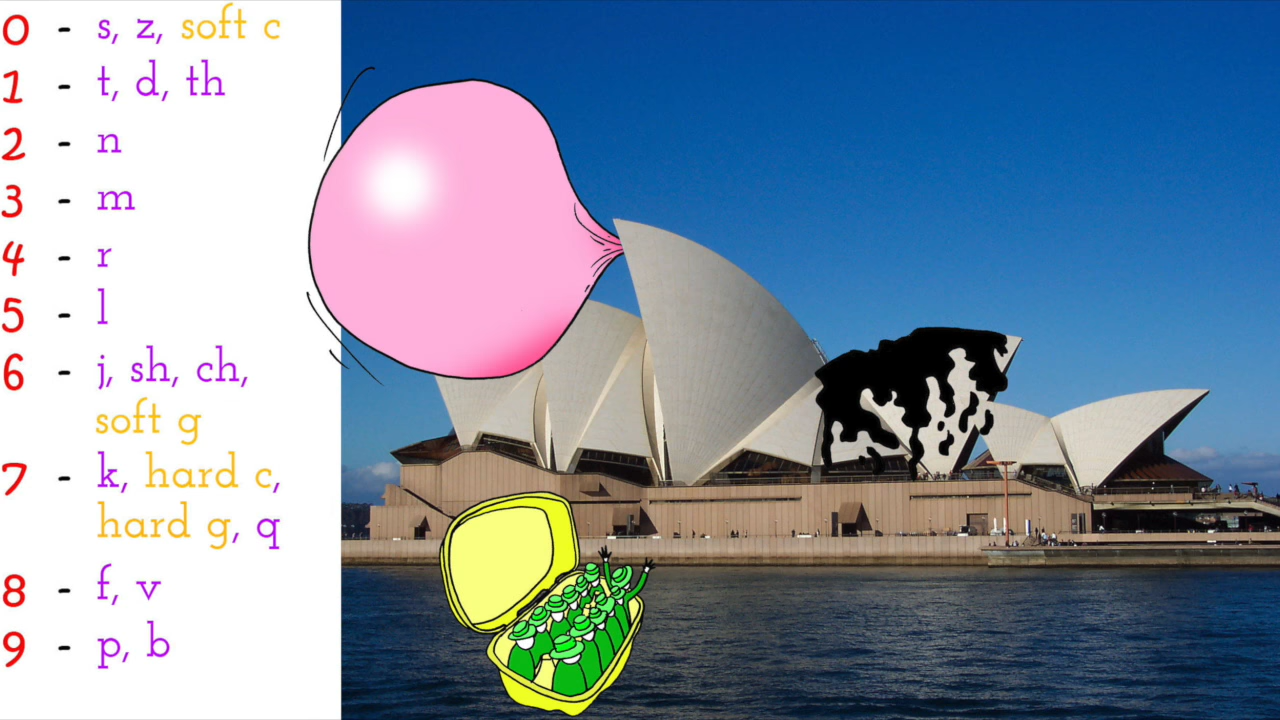 0 - s, z, soft c
1 - t, d, th
2 - n
3 - m
4 - r
5 - l
6 - j, sh, ch,
soft g
7 - k, hard c,
hard g, q
8 - f, v
9 - p, b